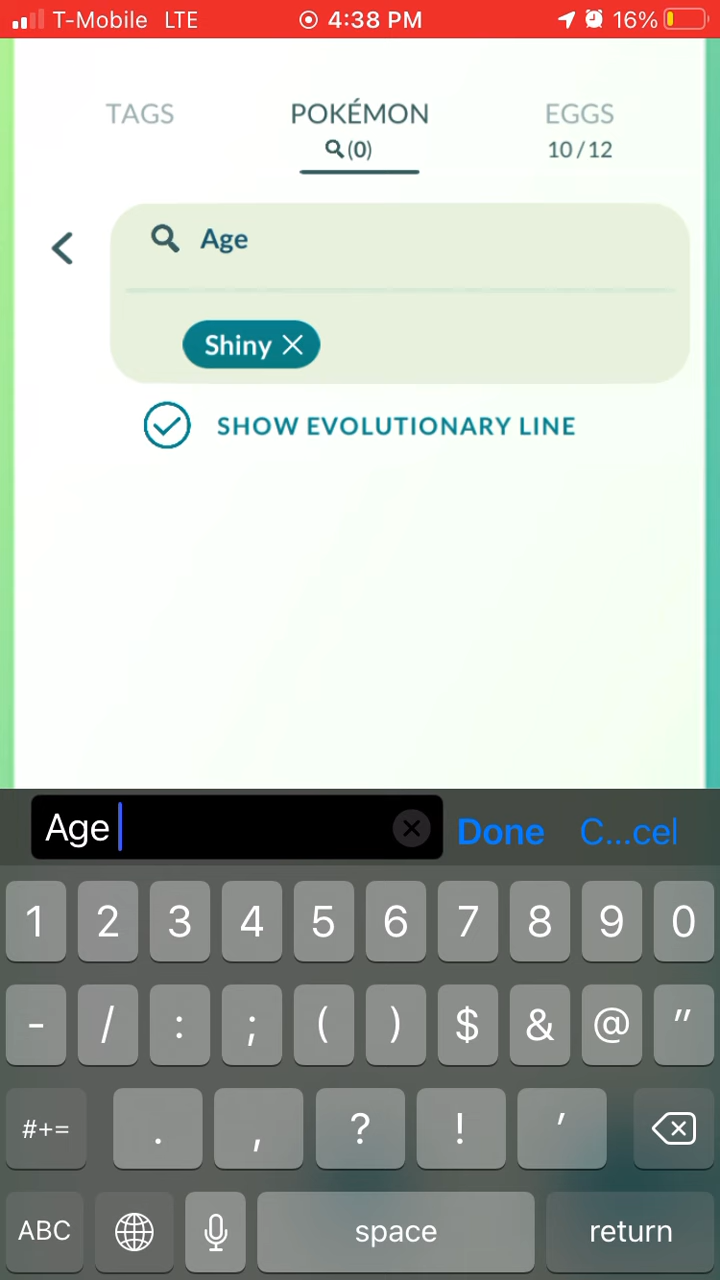 T-Mobile LTE 4:38 PM 16%
TAGS POKÉMON EGGS
(0) 10 / 12
Age
Shiny
SHOW EVOLUTIONARY LINE
Age Done C...cel
1 2 3 4 5 6 7 8 9 0
- / : ; ( ) $ & @ "
#+= . , ? ! '
ABC space return